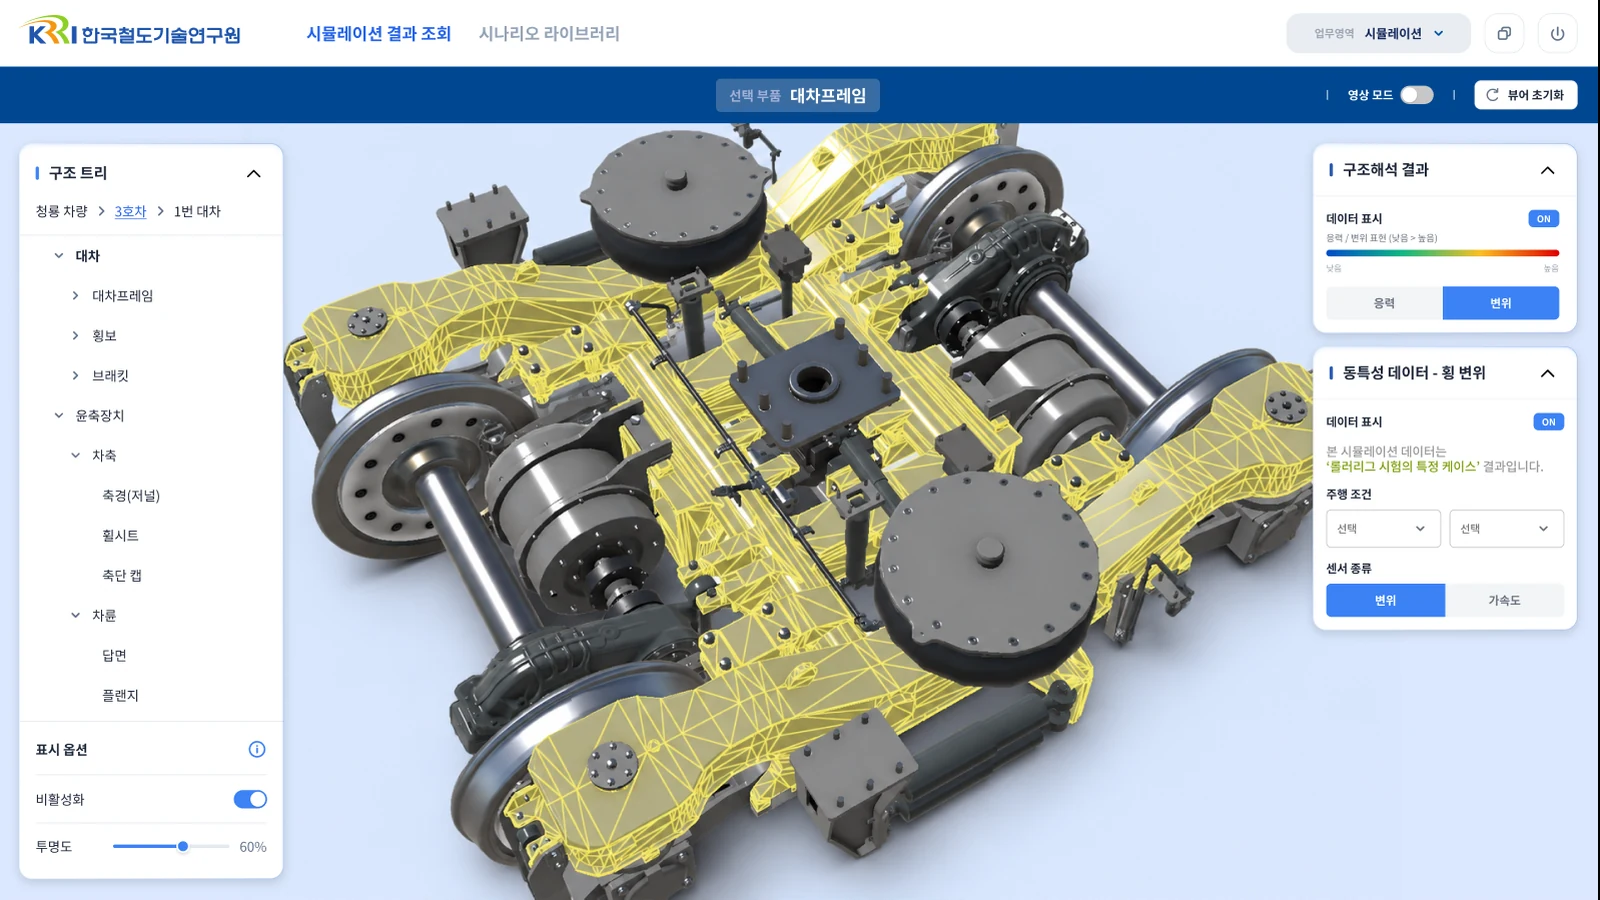 KRRI 한국철도기술연구원
시뮬레이션 결과 조회
시나리오 라이브러리
업무영역 시뮬레이션
선택 부품 대차프레임
영상 모드
뷰어 초기화
구조 트리
청룡 차량 > 3호차 > 1번 대차
대차
대차프레임
횡보
브래킷
윤축장치
차축
축경(저널)
휠시트
축단 캡
차륜
답면
플랜지
표시 옵션
비활성화
투명도 60%
구조해석 결과
데이터 표시 ON
응력 / 변위 표현 (낮음 > 높음)
낮음 높음
응력 변위
동특성 데이터 - 횡 변위
데이터 표시 ON
본 시뮬레이션 데이터는
‘롤러리그 시험의 특정 케이스’ 결과입니다.
주행 조건
선택 선택
센서 종류
변위 가속도